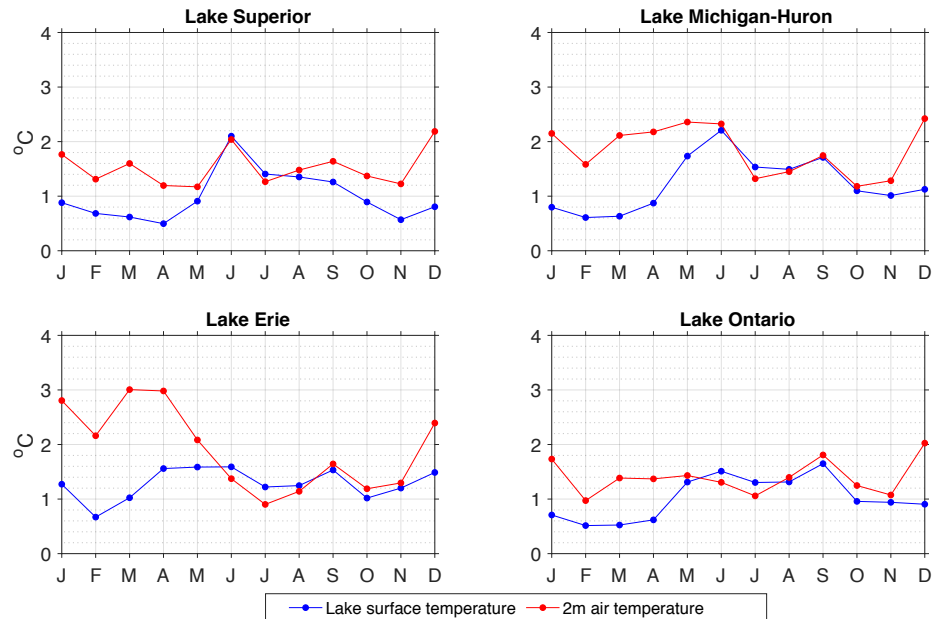 Lake Superior
4
3
2
1
0
°C
J F M A M J J A S O N D
Lake Michigan-Huron
4
3
2
1
0
J F M A M J J A S O N D
Lake Erie
4
3
2
1
0
°C
J F M A M J J A S O N D
Lake Ontario
4
3
2
1
0
J F M A M J J A S O N D
Lake surface temperature 2m air temperature